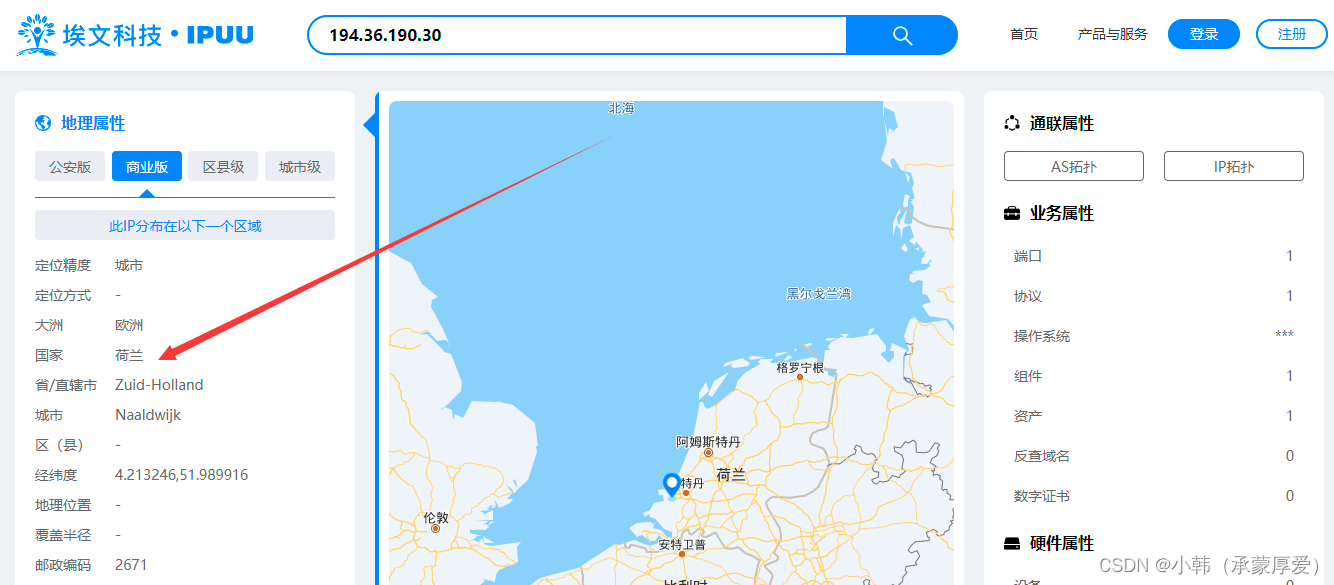 埃文科技·IPUU
194.36.190.30
首页
产品与服务
登录
注册
地理属性
公安版
商业版
区县级
城市级
此IP分布在以下一个区域
定位精度 城市
定位方式 -
大洲 欧洲
国家 荷兰
省/直辖市 Zuid-Holland
城市 Naaldwijk
区（县） -
经纬度 4.213246,51.989916
地理位置 -
覆盖半径 -
邮政编码 2671
北海
黑尔戈兰湾
格罗宁根
阿姆斯特丹
荷兰
特丹
伦敦
安特卫普
比利时
通联属性
AS拓扑
IP拓扑
业务属性
端口 1
协议 1
操作系统 ***
组件 1
资产 1
反查域名 0
数字证书 0
硬件属性
设备 0
CSDN @小韩（承蒙厚爱）